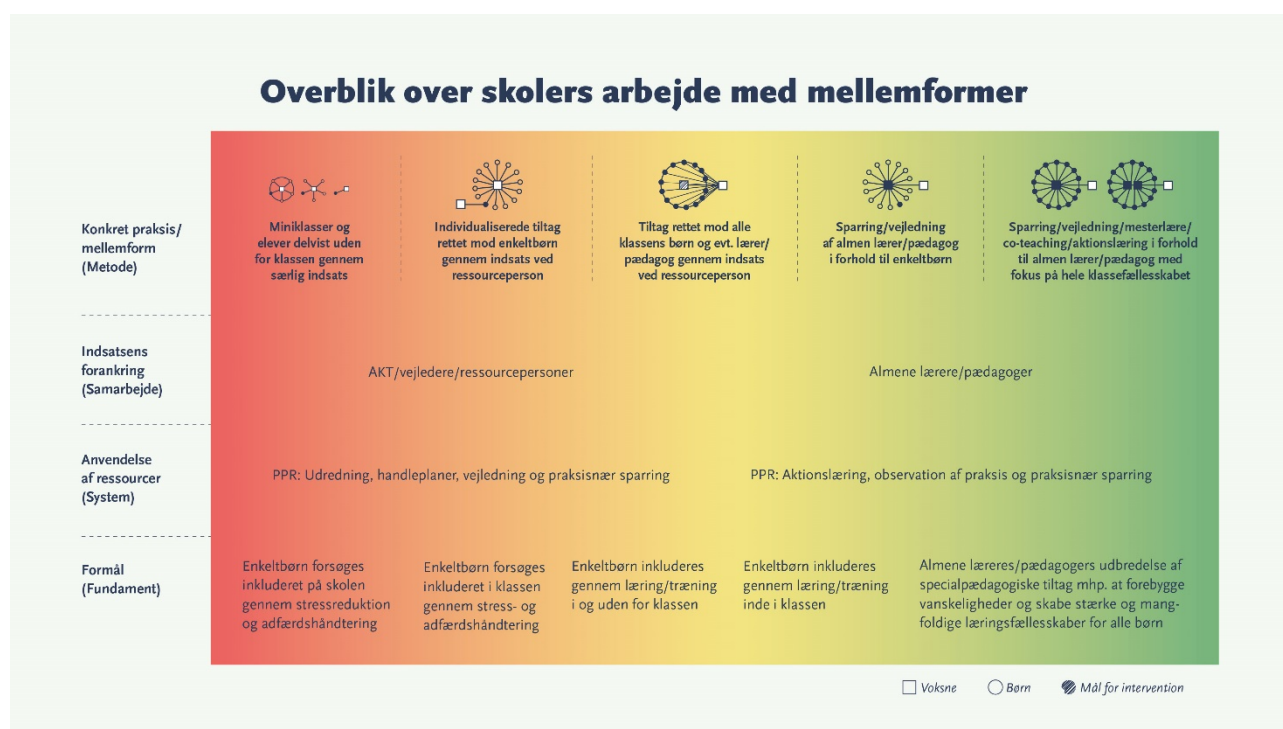 Overblik over skolers arbejde med mellemformer
Konkret praksis/
mellemform
(Metode)
Miniklasser og
elever delvist uden
for klassen gennem
særlig indsats
Individualiserede tiltag
rettet mod enkeltbørn
gennem indsats ved
ressourceperson
Tiltag rettet mod alle
klassens børn og evt. lærer/
pædagog gennem indsats
ved ressourceperson
Sparring/vejledning
af almen lærer/pædagog
i forhold til enkeltbørn
Sparring/vejledning/mesterlære/
co-teaching/aktionslæring i forhold
til almen lærer/pædagog med
fokus på hele klassefællesskabet
Indsatsens
forankring
(Samarbejde)
AKT/vejledere/ressourcepersoner
Almene lærere/pædagoger
Anvendelse
af ressourcer
(System)
PPR: Udredning, handleplaner, vejledning og praksisnær sparring
PPR: Aktionslæring, observation af praksis og praksisnær sparring
Formål
(Fundament)
Enkeltbørn forsøges
inkluderet på skolen
gennem stressreduktion
og adfærdshåndtering
Enkeltbørn forsøges
inkluderet i klassen
gennem stress- og
adfærdshåndtering
Enkeltbørn inkluderes
gennem læring/træning
i og uden for klassen
Enkeltbørn inkluderes
gennem læring/træning
inde i klassen
Almene læreres/pædagogers udbredelse af
specialpædagogiske tiltag mhp. at forebygge
vanskeligheder og skabe stærke og mang-
foldige læringsfællesskaber for alle børn
Voksne
Børn
Mål for intervention